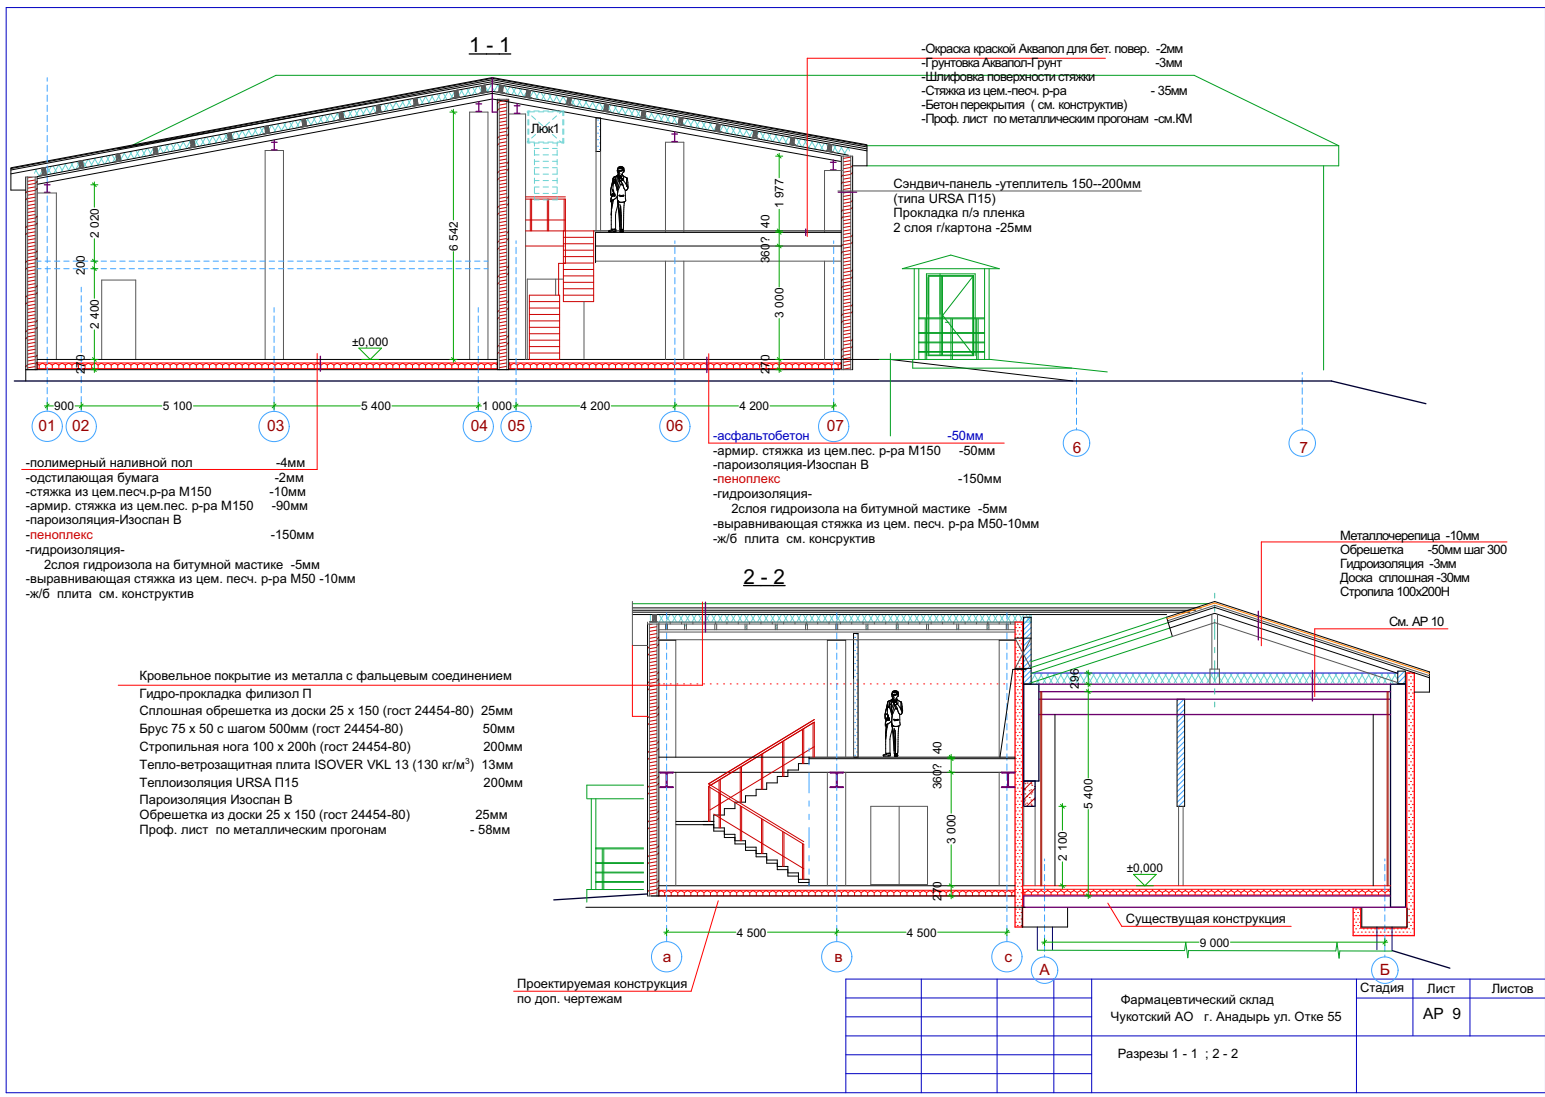 1 - 1
-Окраска краской Аквапол для бет. повер. -2мм
-Грунтовка Аквапол-Грунт -3мм
-Шлифовка поверхности стяжки
-Стяжка из цем.-песч. р-ра - 35мм
-Бетон перекрытия ( см. конструктив)
-Проф. лист по металлическим прогонам -см.КМ
Люк1
Сэндвич-панель -утеплитель 150--200мм
(типа URSA П15)
Прокладка п/э пленка
2 слоя г/картона -25мм
2 020
200
2 400
270
6 542
1 977
40
360?
3 000
270
±0,000
900
5 100
5 400
1 000
4 200
4 200
01
02
03
04
05
06
07
6
7
-полимерный наливной пол -4мм
-одстилающая бумага -2мм
-стяжка из цем.песч.р-ра М150 -10мм
-армир. стяжка из цем.пес. р-ра М150 -90мм
-пароизоляция-Изоспан В
-пеноплекс -150мм
-гидроизоляция-
2слоя гидроизола на битумной мастике -5мм
-выравнивающая стяжка из цем. песч. р-ра М50 -10мм
-ж/б плита см. конструктив
-асфальтобетон -50мм
-армир. стяжка из цем.пес. р-ра М150 -50мм
-пароизоляция-Изоспан В
-пеноплекс -150мм
-гидроизоляция-
2слоя гидроизола на битумной мастике -5мм
-выравнивающая стяжка из цем. песч. р-ра М50-10мм
-ж/б плита см. консруктив
2 - 2
Металлочерепица -10мм
Обрешетка -50мм шаг 300
Гидроизоляция -3мм
Доска сплошная -30мм
Стропила 100х200Н
См. АР 10
Кровельное покрытие из металла с фальцевым соединением
Гидро-прокладка филизол П
Сплошная обрешетка из доски 25 х 150 (гост 24454-80) 25мм
Брус 75 х 50 с шагом 500мм (гост 24454-80) 50мм
Стропильная нога 100 х 200h (гост 24454-80) 200мм
Тепло-ветрозащитная плита ISOVER VKL 13 (130 кг/м³) 13мм
Теплоизоляция URSA П15 200мм
Пароизоляция Изоспан В
Обрешетка из доски 25 х 150 (гост 24454-80) 25мм
Проф. лист по металлическим прогонам - 58мм
40
360?
3 000
270
296
5 400
2 100
±0,000
Существущая конструкция
4 500
4 500
9 000
а
в
с
А
Б
Проектируемая конструкция
по доп. чертежам
Фармацевтический склад
Чукотский АО г. Анадырь ул. Отке 55
Стадия
Лист
Листов
АР 9
Разрезы 1 - 1 ; 2 - 2